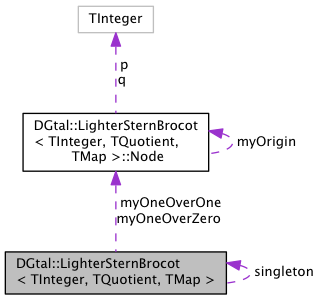 TInteger
p
q
DGtal::LighterSternBrocot
< TInteger, TQuotient,
TMap >::Node
myOrigin
myOneOverOne
myOneOverZero
DGtal::LighterSternBrocot
< TInteger, TQuotient, TMap >
singleton